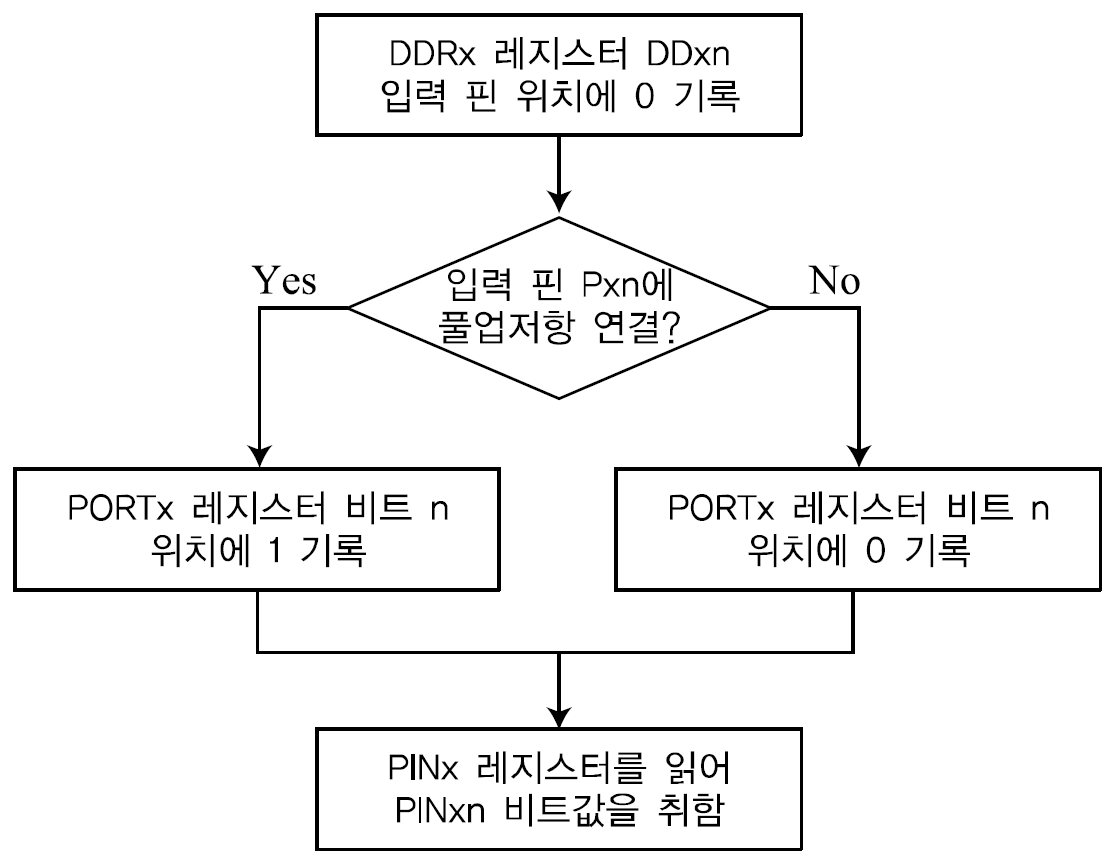 DDRx 레지스터 DDxn
입력 핀 위치에 0 기록
입력 핀 Pxn에
풀업저항 연결?
Yes
No
PORTx 레지스터 비트 n
위치에 1 기록
PORTx 레지스터 비트 n
위치에 0 기록
PINx 레지스터를 읽어
PINxn 비트값을 취함